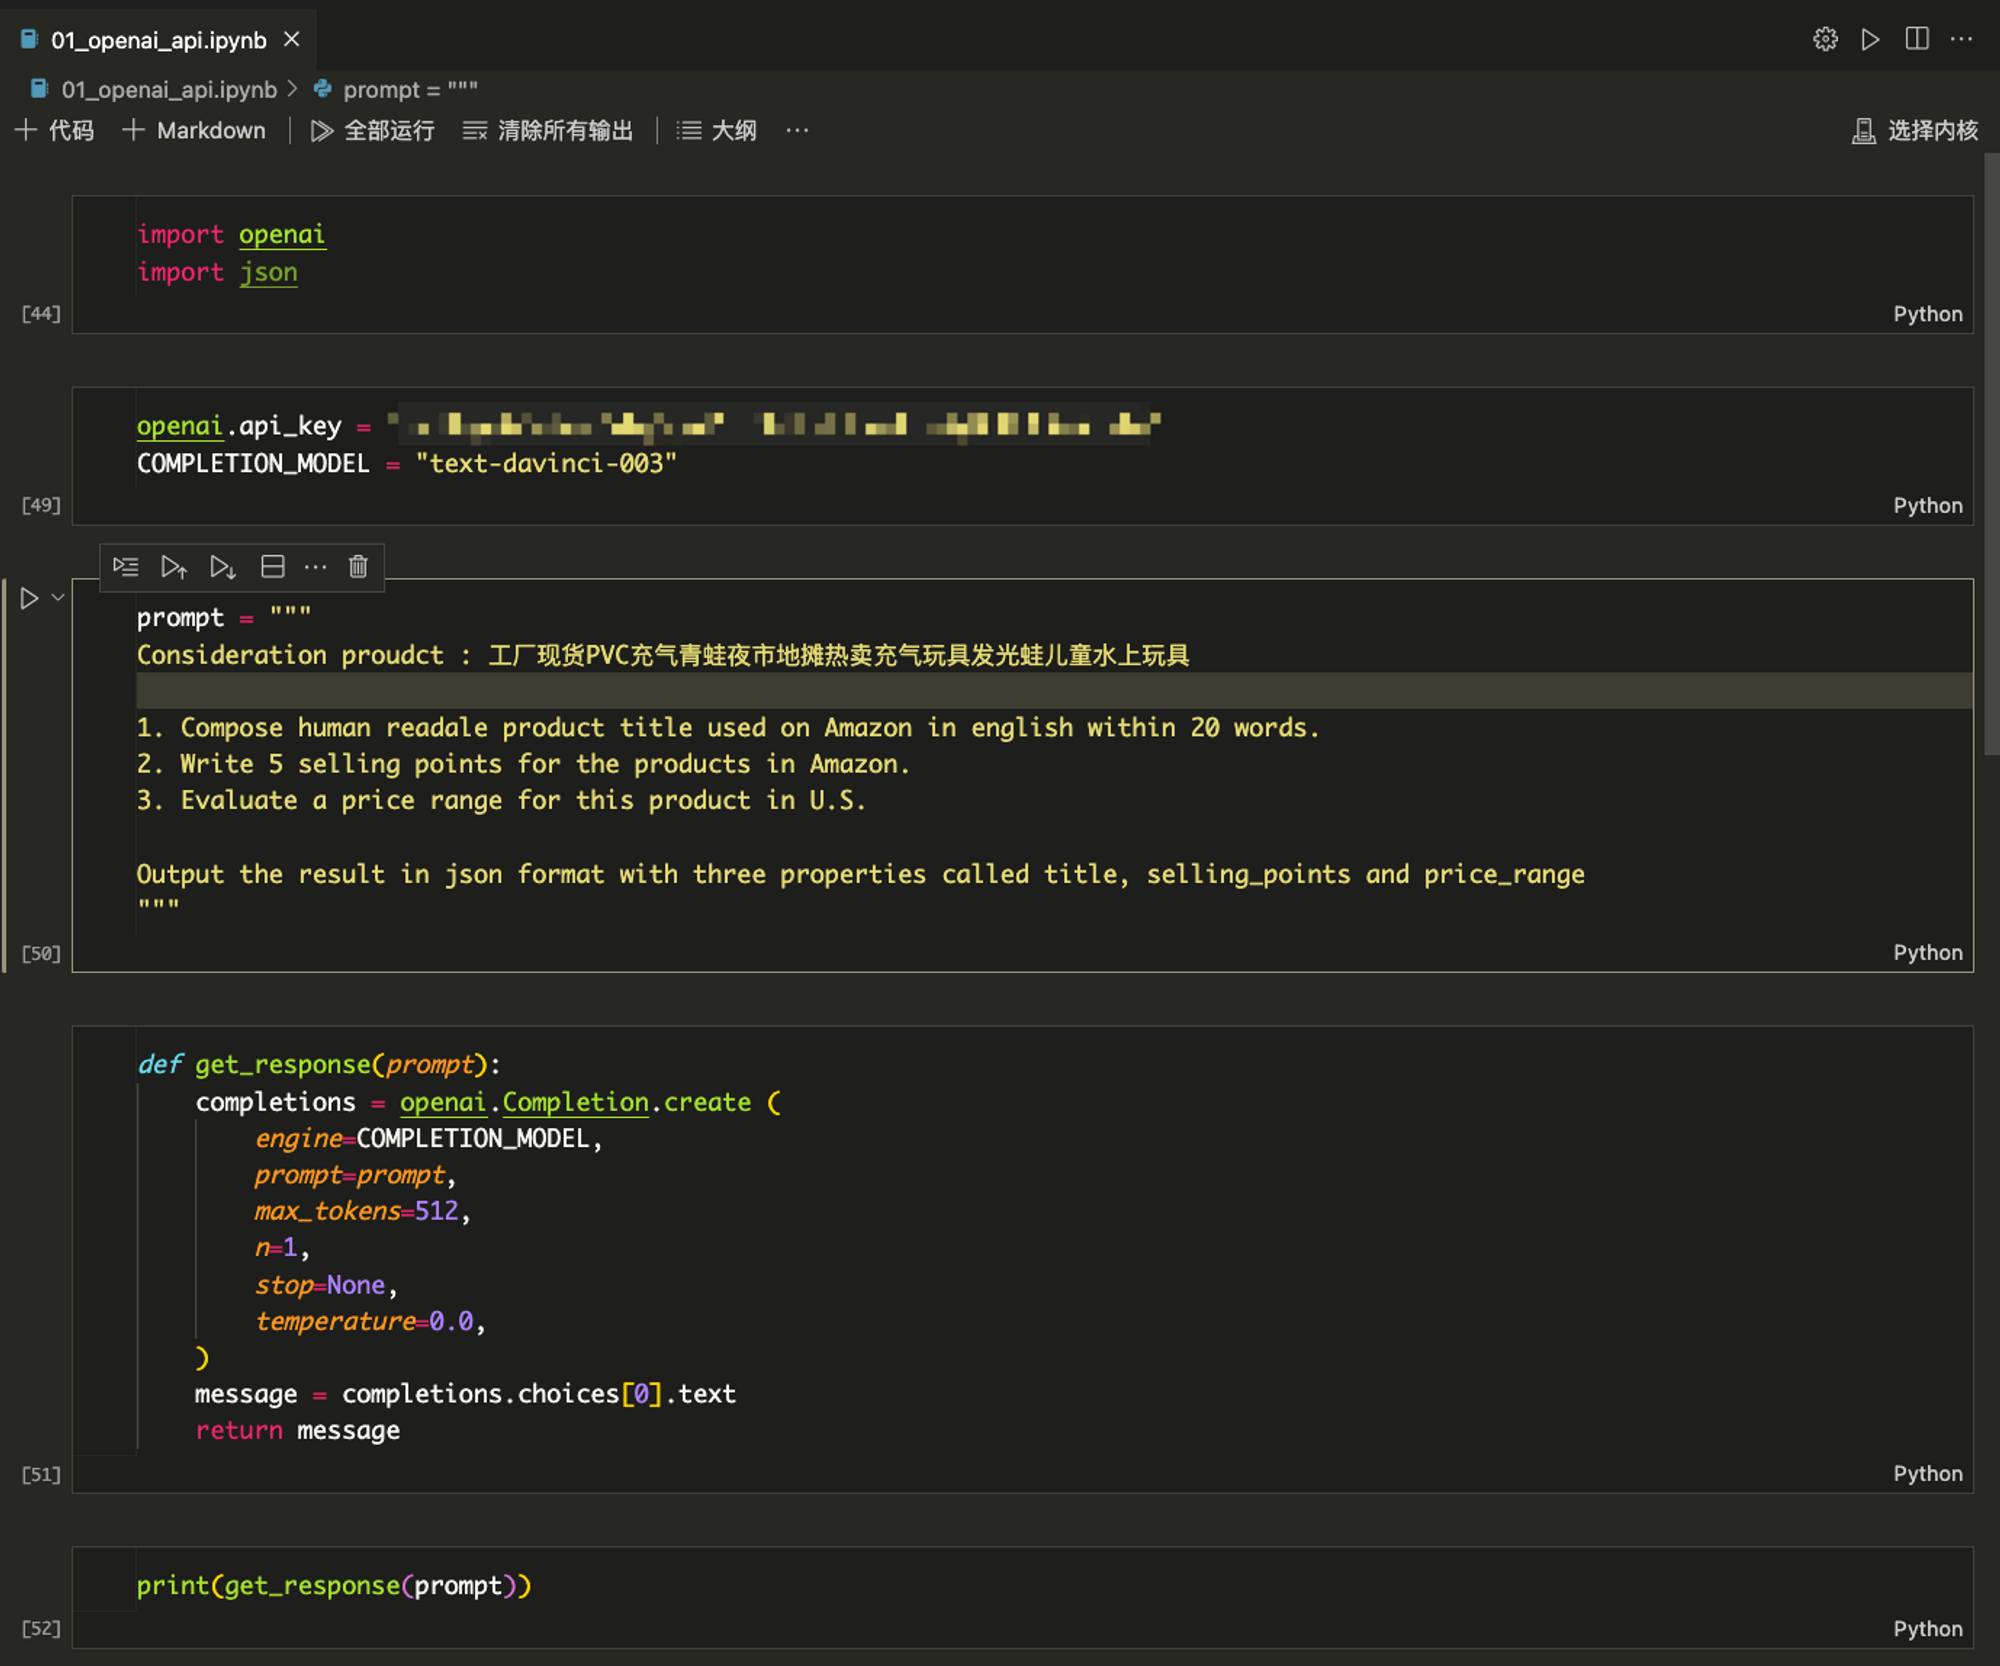 01_openai_api.ipynb
01_openai_api.ipynb > prompt = """
代码 Markdown 全部运行 清除所有输出 大纲 ... 选择内核
import openai
import json
[44] Python
openai.api_key =
COMPLETION_MODEL = "text-davinci-003"
[49] Python
prompt = """
Consideration proudct : 工厂现货PVC充气青蛙夜市地摊热卖充气玩具发光蛙儿童水上玩具
1. Compose human readale product title used on Amazon in english within 20 words.
2. Write 5 selling points for the products in Amazon.
3. Evaluate a price range for this product in U.S.
Output the result in json format with three properties called title, selling_points and price_range
"""
[50] Python
def get_response(prompt):
completions = openai.Completion.create (
engine=COMPLETION_MODEL,
prompt=prompt,
max_tokens=512,
n=1,
stop=None,
temperature=0.0,
)
message = completions.choices[0].text
return message
[51] Python
print(get_response(prompt))
[52] Python